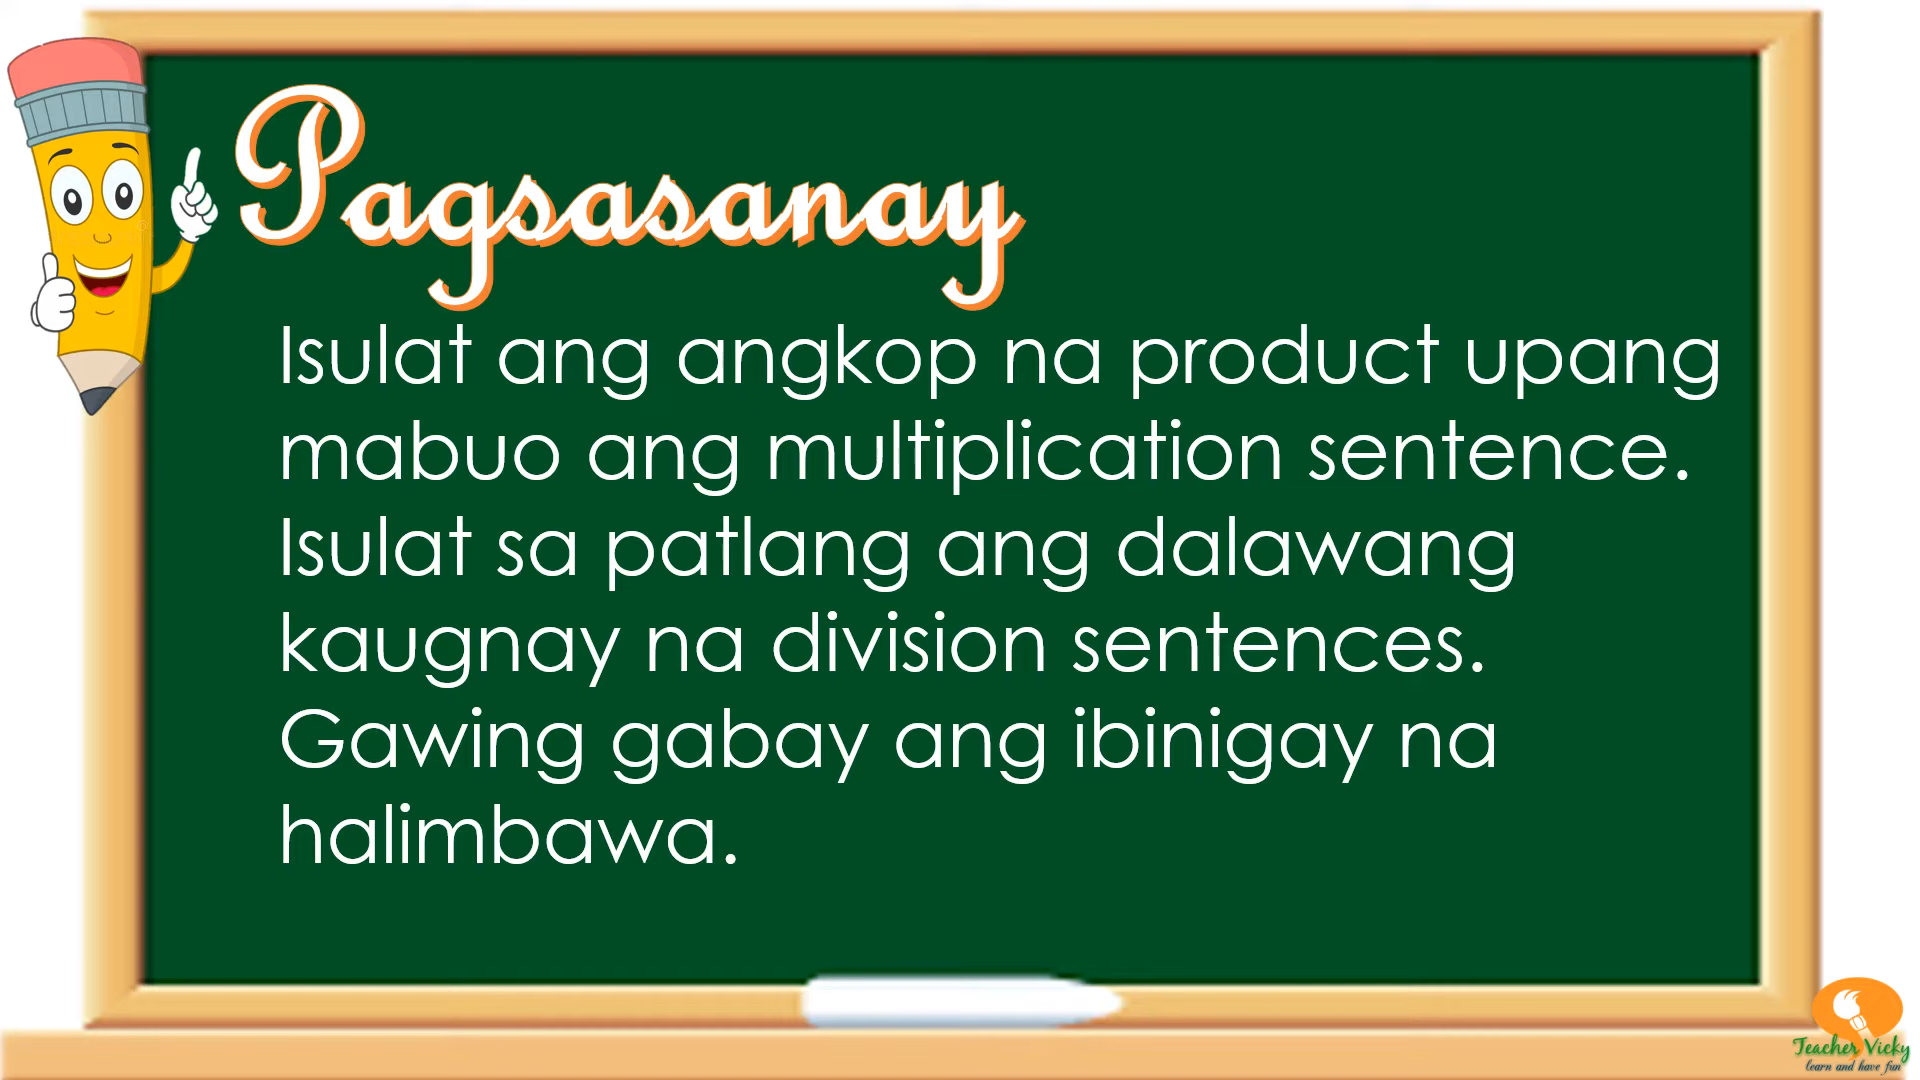 Pagsasanay
Isulat ang angkop na product upang
mabuo ang multiplication sentence.
Isulat sa patlang ang dalawang
kaugnay na division sentences.
Gawing gabay ang ibinigay na
halimbawa.
Teacher Vicky
learn and have fun